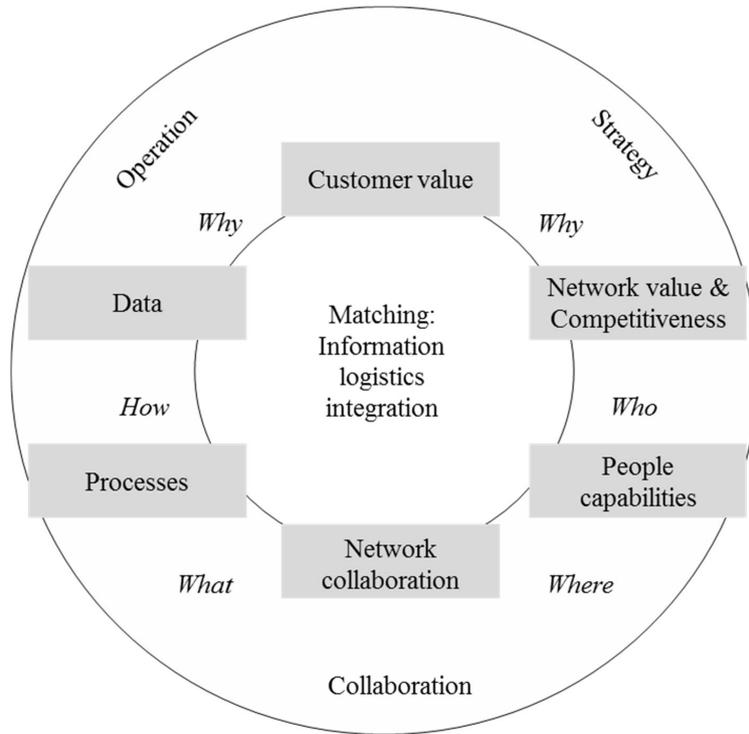 Operation
Strategy
Customer value
Why
Why
Data
Network value &
Competitiveness
Matching:
Information
logistics
integration
How
Who
Processes
People
capabilities
Network
collaboration
What
Where
Collaboration